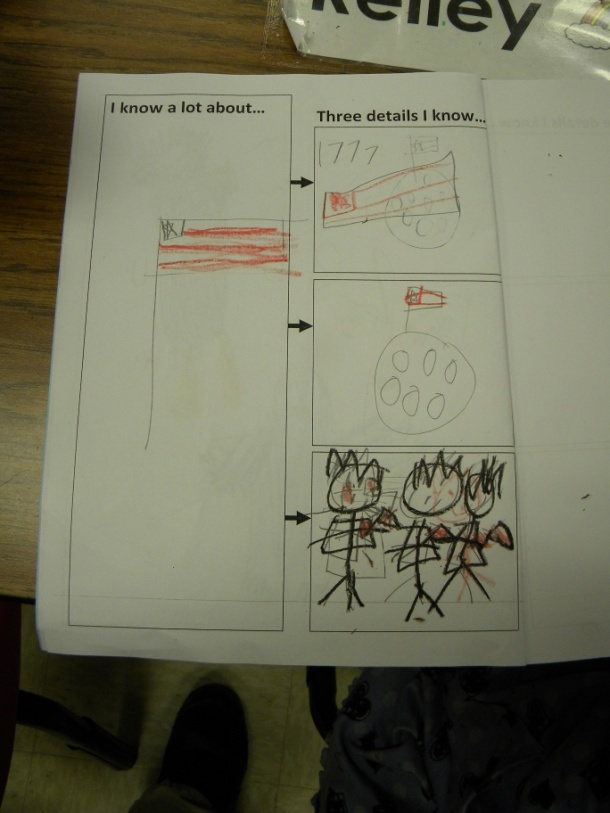 Kelley
I know a lot about...
Three details I know...
1777